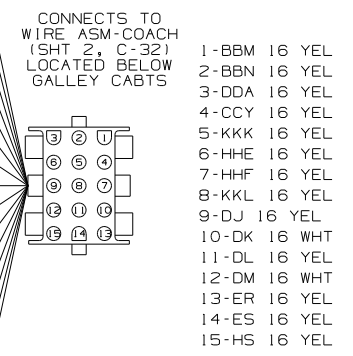 CONNECTS TO
WIRE ASM-COACH
(SHT 2, C-32)
LOCATED BELOW
GALLEY CABTS
3 2 1
6 5 4
9 8 7
12 11 10
15 14 13
1-BBM 16 YEL
2-BBN 16 YEL
3-DDA 16 YEL
4-CCY 16 YEL
5-KKK 16 YEL
6-HHE 16 YEL
7-HHF 16 YEL
8-KKL 16 YEL
9-DJ 16 YEL
10-DK 16 WHT
11-DL 16 YEL
12-DM 16 WHT
13-ER 16 YEL
14-ES 16 YEL
15-HS 16 YEL